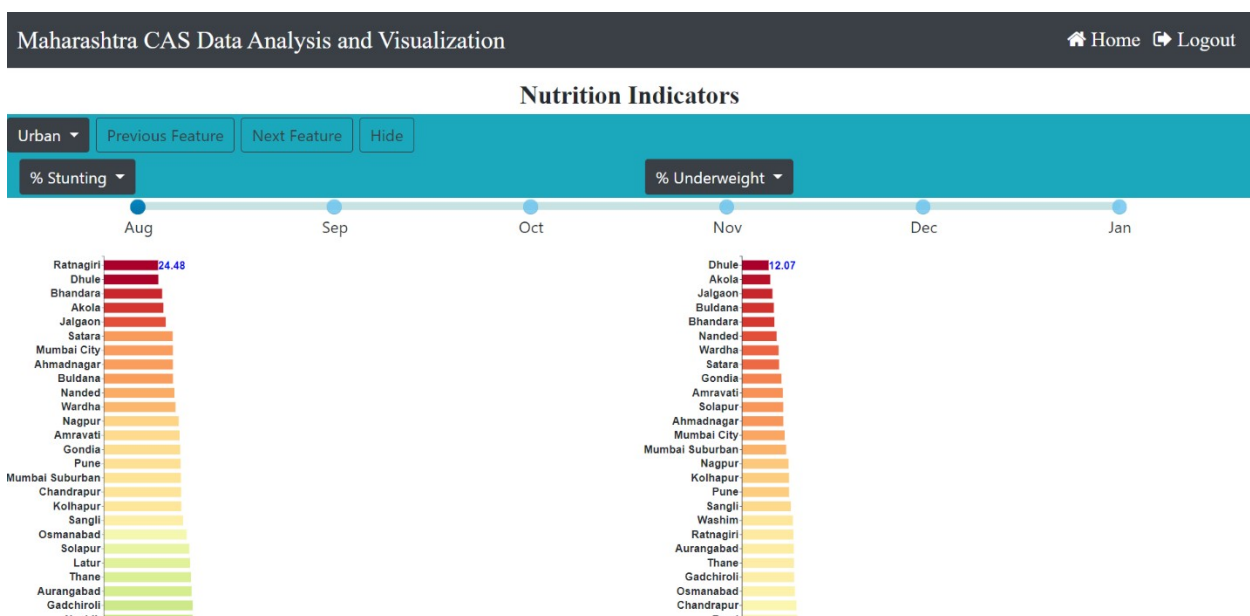 Maharashtra CAS Data Analysis and Visualization
Home Logout
Nutrition Indicators
Urban Previous Feature Next Feature Hide
% Stunting % Underweight
Aug Sep Oct Nov Dec Jan
Ratnagiri 24.48
Dhule
Bhandara
Akola
Jalgaon
Satara
Mumbai City
Ahmadnagar
Buldana
Nanded
Wardha
Nagpur
Amravati
Gondia
Pune
Mumbai Suburban
Chandrapur
Kolhapur
Sangli
Osmanabad
Solapur
Latur
Thane
Aurangabad
Gadchiroli
Dhule 12.07
Akola
Jalgaon
Buldana
Bhandara
Nanded
Wardha
Satara
Gondia
Amravati
Solapur
Ahmadnagar
Mumbai City
Mumbai Suburban
Nagpur
Kolhapur
Pune
Sangli
Washim
Ratnagiri
Aurangabad
Thane
Gadchiroli
Osmanabad
Chandrapur